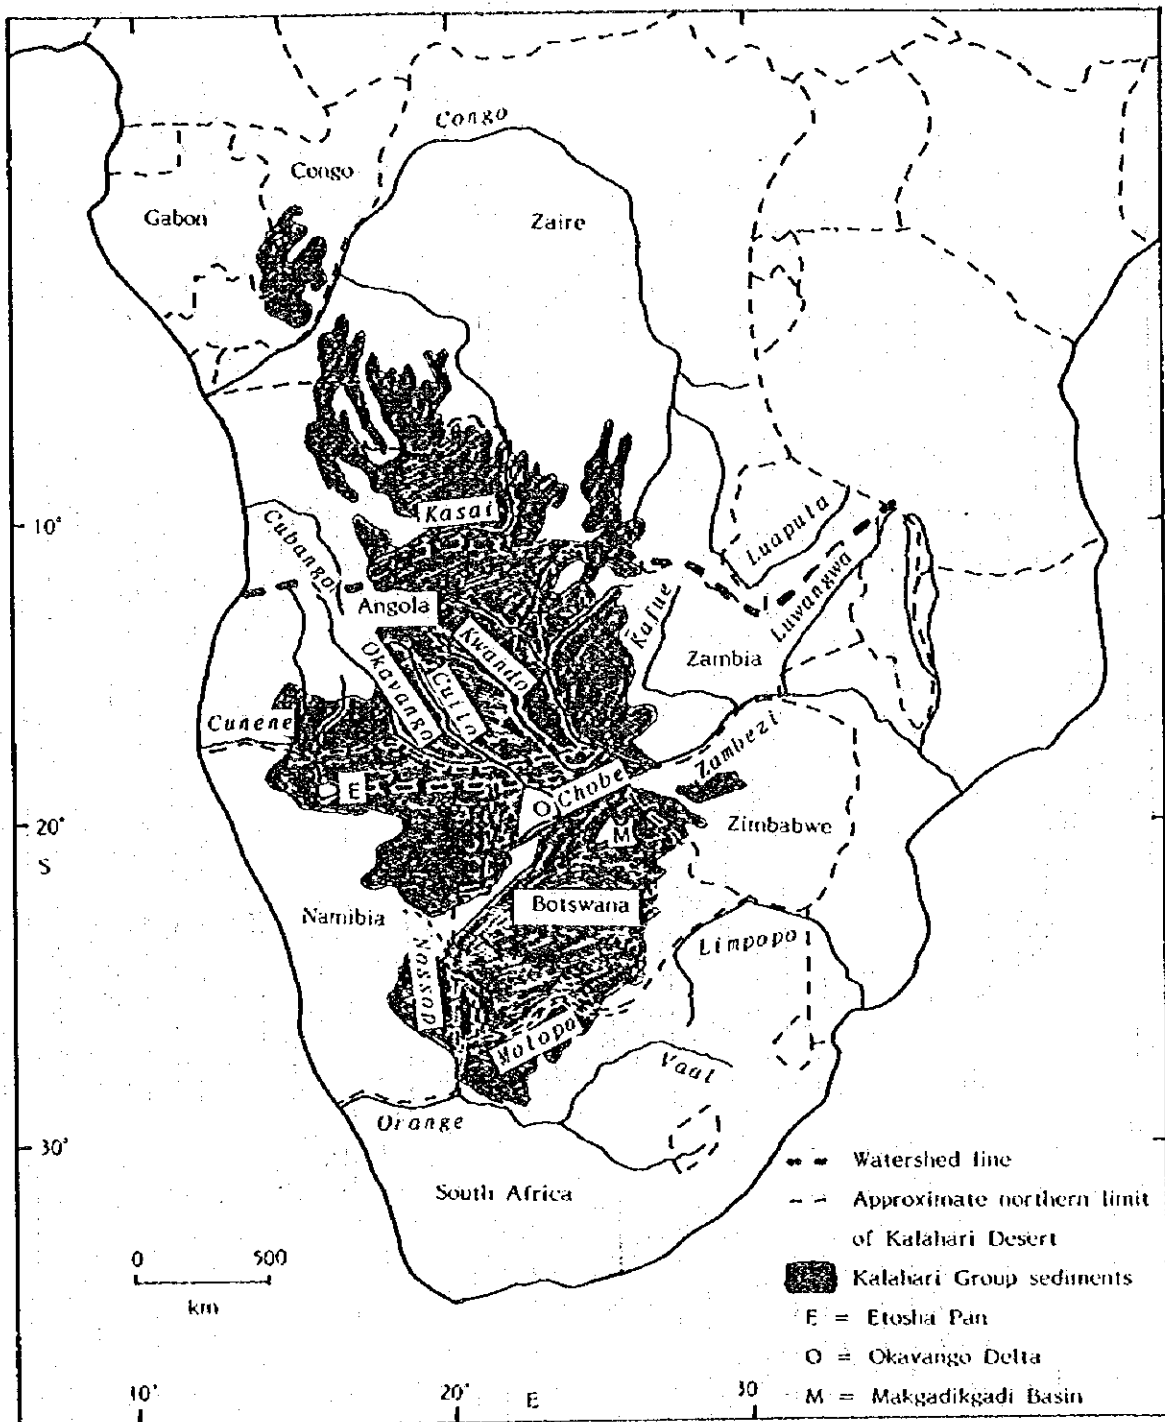 Congo
Congo
Gabon
Zaire
Kasai
10°
Cubango
Luapula
Luwangwa
Kafue
Angola
Zambia
Okavango
Cuilo
Kwando
Cunene
Zambezi
E
O
Chobe
M
Zimbabwe
20°
S
Namibia
Botswana
Limpopo
Nossop
Molopo
Vaal
Orange
30°
South Africa
Watershed line
Approximate northern limit
of Kalahari Desert
Kalahari Group sediments
E = Etosha Pan
O = Okavango Delta
M = Makgadikgadi Basin
0 500
km
10° 20° E 30